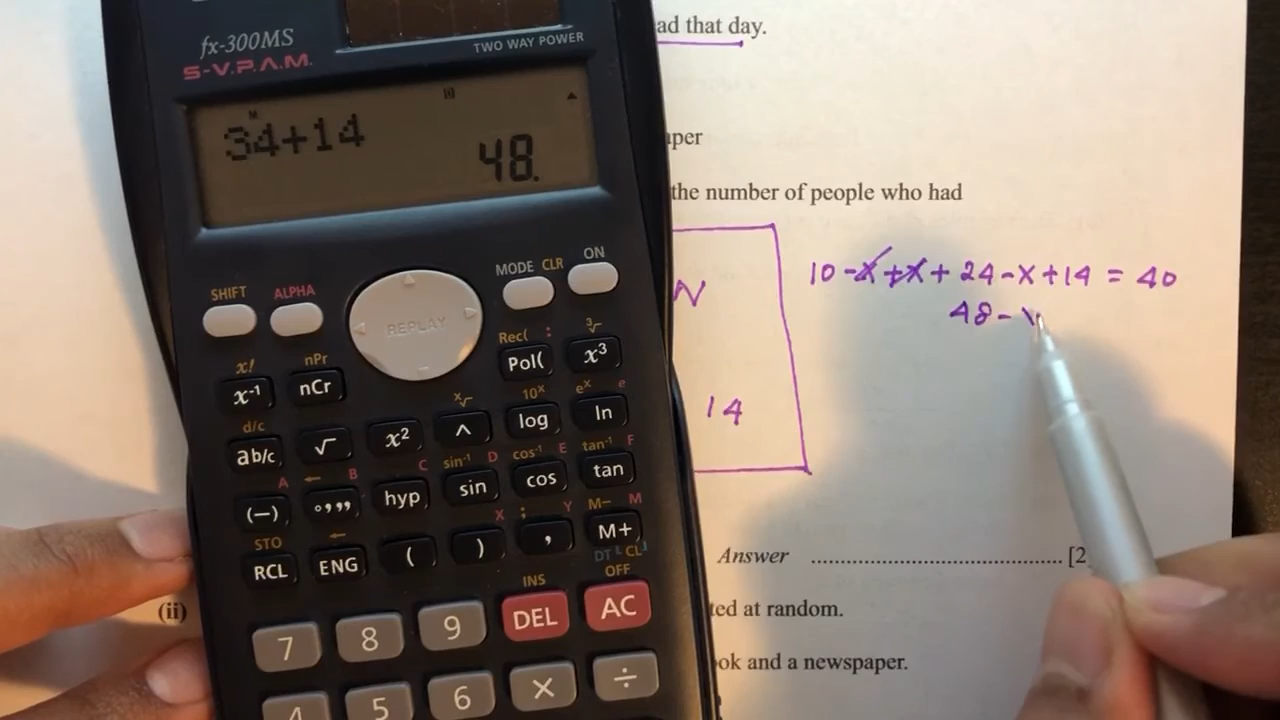 fx-300MS
S-V.P.A.M.
TWO WAY POWER
34+14
48.
SHIFT ALPHA MODE CLR ON
REPLAY
x! nPr Rec( : ³√
x⁻¹ nCr Pol( x³
d/c x√ 10ˣ eˣ e
ab/c √ x² ^ log ln
A ← B C sin⁻¹ D cos⁻¹ E tan⁻¹ F
(−) °,,, hyp sin cos tan
STO ← X ; Y M− M
RCL ENG ( ) , M+
DT CL
INS OFF
7 8 9 DEL AC
4 5 6 × ÷
ad that day.
the number of people who had
N
14
10 - x + x + 24 - x + 14 = 40
48 -
Answer .......................................... [2
(ii)
ted at random.
ok and a newspaper.